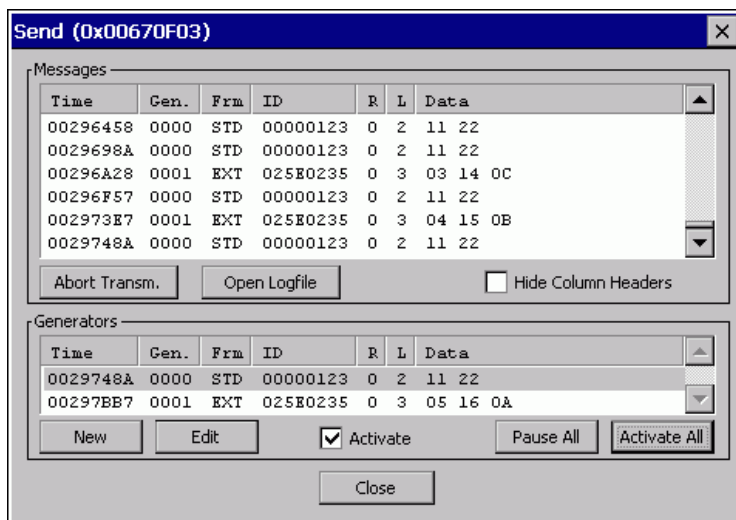 Send (0x00670F03)
Messages
Time Gen. Frm ID R L Data
00296458 0000 STD 00000123 0 2 11 22
0029698A 0000 STD 00000123 0 2 11 22
00296A28 0001 EXT 025E0235 0 3 03 14 0C
00296F57 0000 STD 00000123 0 2 11 22
002973E7 0001 EXT 025E0235 0 3 04 15 0B
0029748A 0000 STD 00000123 0 2 11 22
Abort Transm. Open Logfile Hide Column Headers
Generators
Time Gen. Frm ID R L Data
0029748A 0000 STD 00000123 0 2 11 22
00297BB7 0001 EXT 025E0235 0 3 05 16 0A
New Edit Activate Pause All Activate All
Close